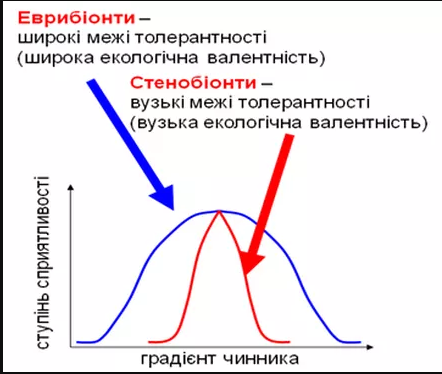 Еврибіонти –
широкі межі толерантності
(широка екологічна валентність)
Стенобіонти –
вузькі межі толерантності
(вузька екологічна валентність)
ступінь сприятливості
градієнт чинника